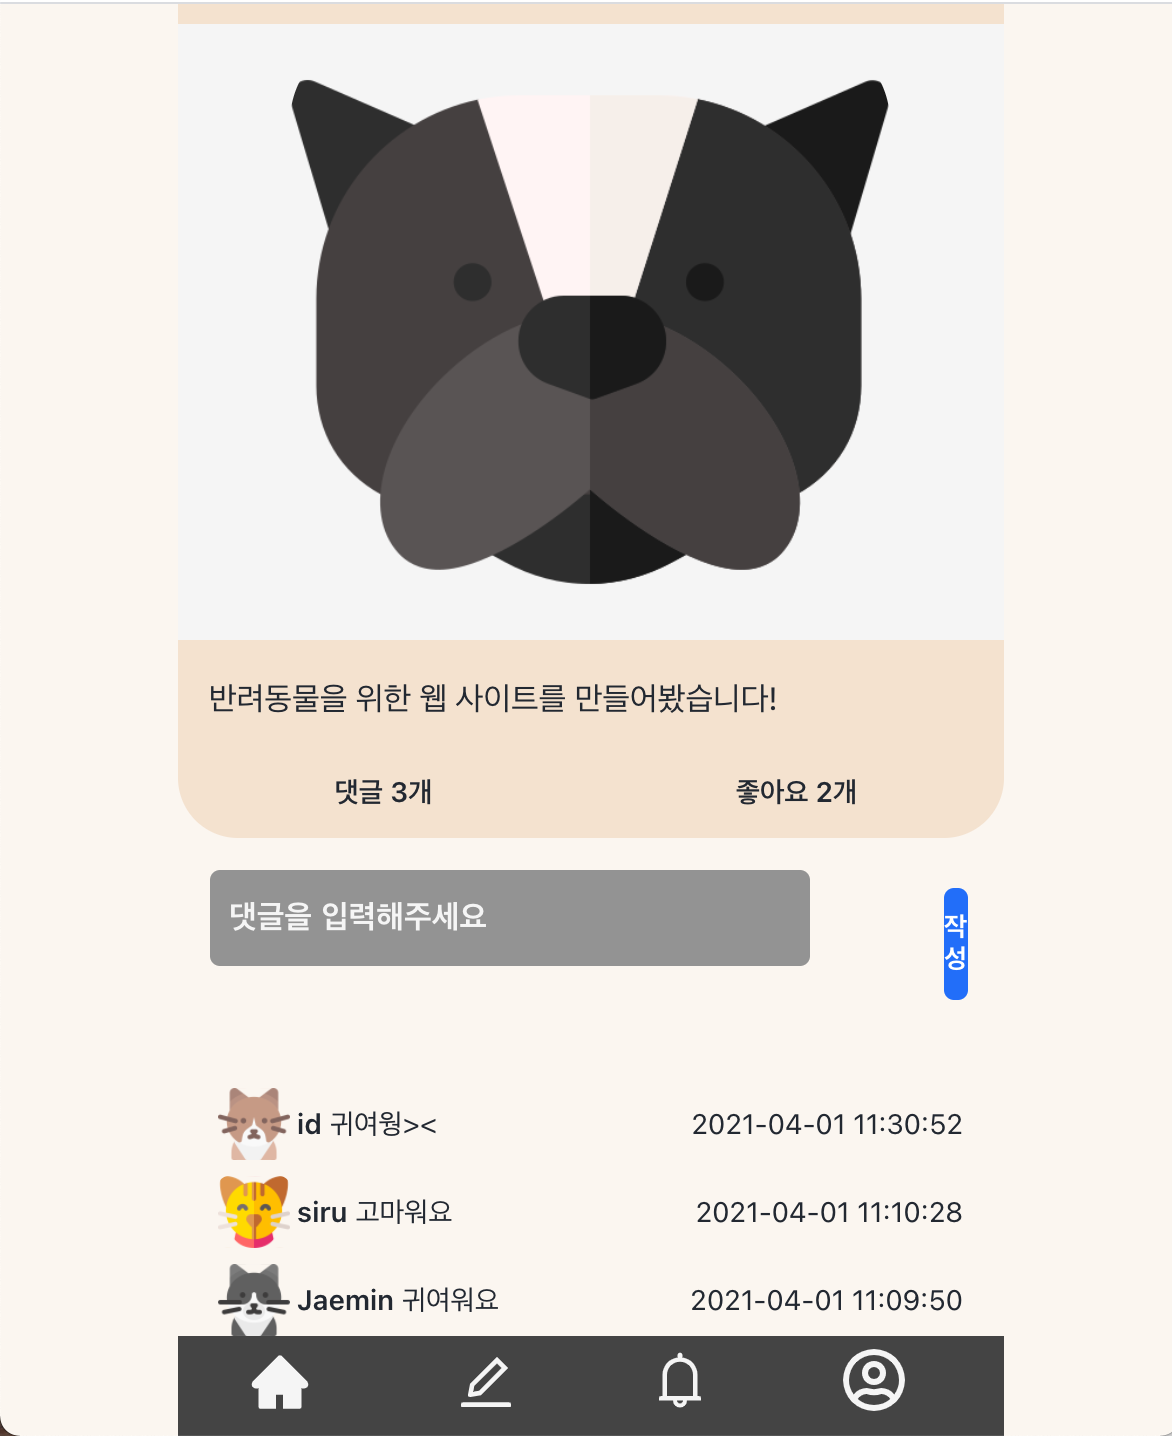 반려동물을 위한 웹 사이트를 만들어봤습니다!
댓글 3개 좋아요 2개
댓글을 입력해주세요
작
성
id 귀여웡>< 2021-04-01 11:30:52
siru 고마워요 2021-04-01 11:10:28
Jaemin 귀여워요 2021-04-01 11:09:50